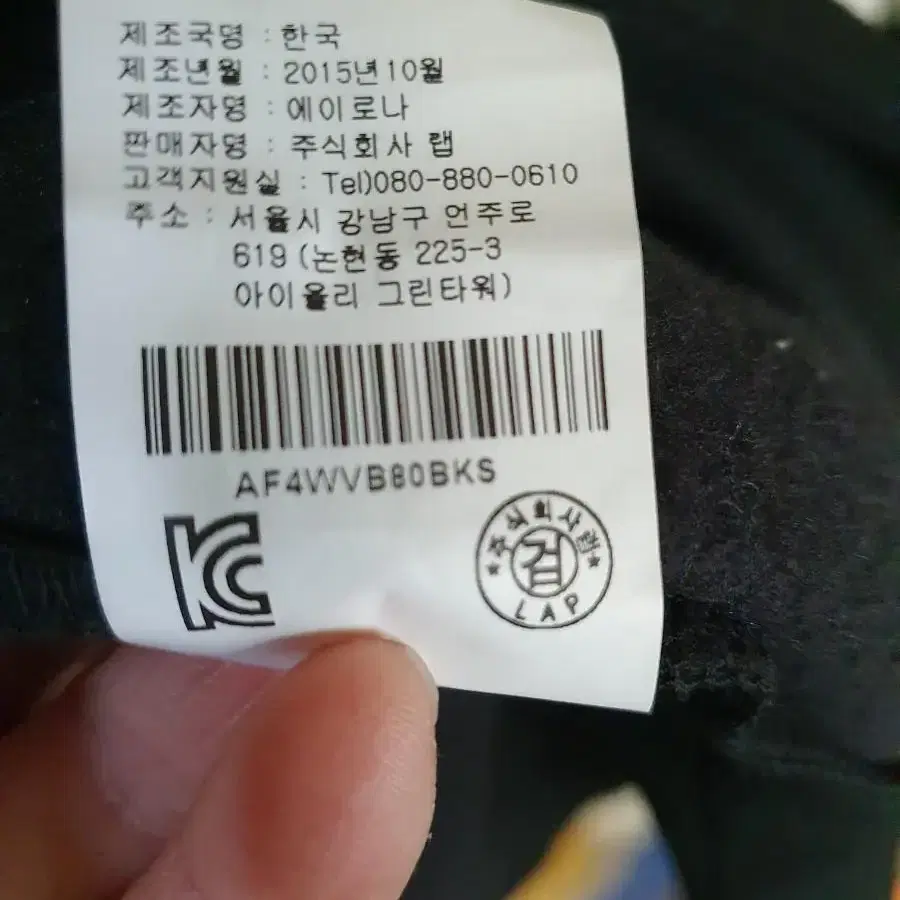 제조국명 : 한국
제조년월 : 2015년10월
제조자명 : 에이로나
판매자명 : 주식회사 랩
고객지원실 : Tel)080-880-0610
주소 : 서울시 강남구 언주로
619 (논현동 225-3
아이올리 그린타워)
AF4WVB80BKS
주식회사랩
검
LAP